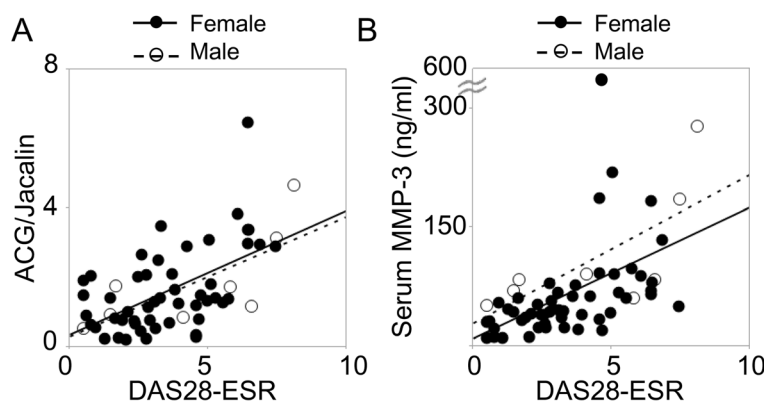 A
Female
Male
8
4
0
0
5
10
ACG/Jacalin
DAS28-ESR
B
Female
Male
600
300
150
0
0
5
10
Serum MMP-3 (ng/ml)
DAS28-ESR